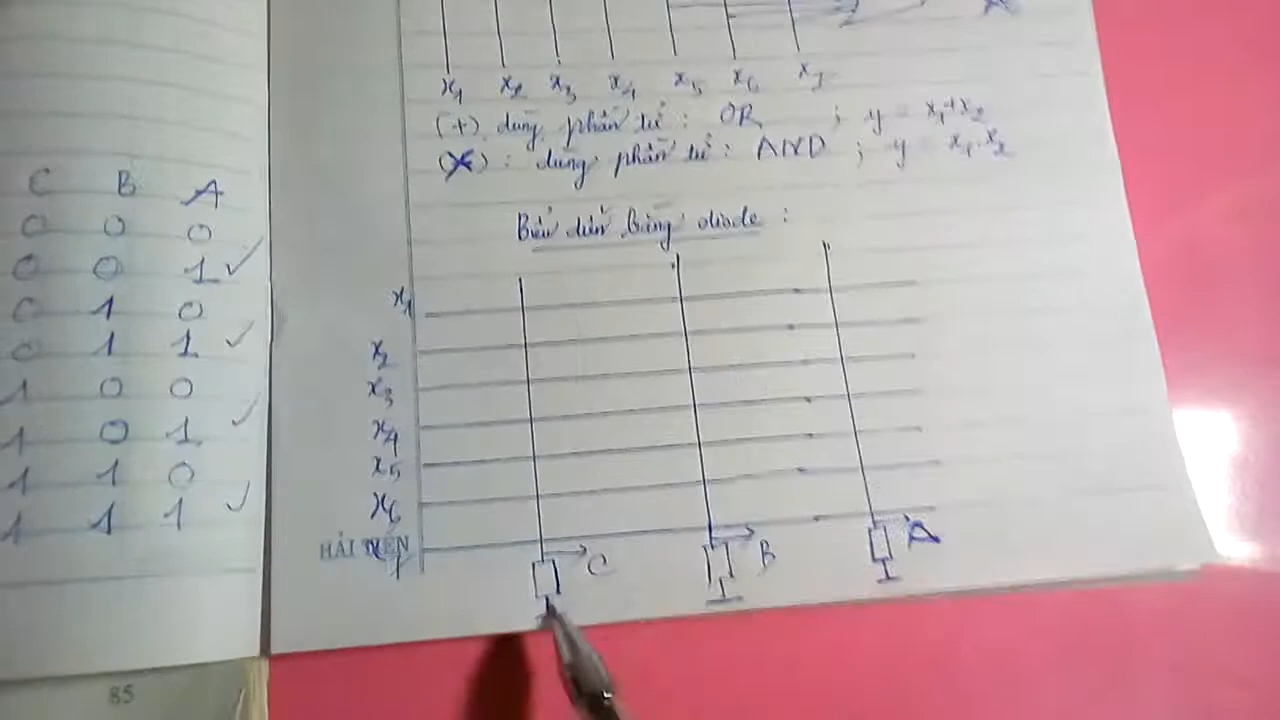 C B A
0 0 0
0 0 1 ✓
0 1 0
0 1 1 ✓
1 0 0
1 0 1 ✓
1 1 0
1 1 1 ✓
85
x₁ x₂ x₃ x₄ x₅ x₆ x₇
(+) dùng phần tử : OR ; y = x₁+x₂
(x) : dùng phần tử : AND ; y = x₁.x₂
Biểu diễn bằng diode :
x₁
x₂
x₃
x₄
x₅
x₆
HẢI TIẾN
C B A